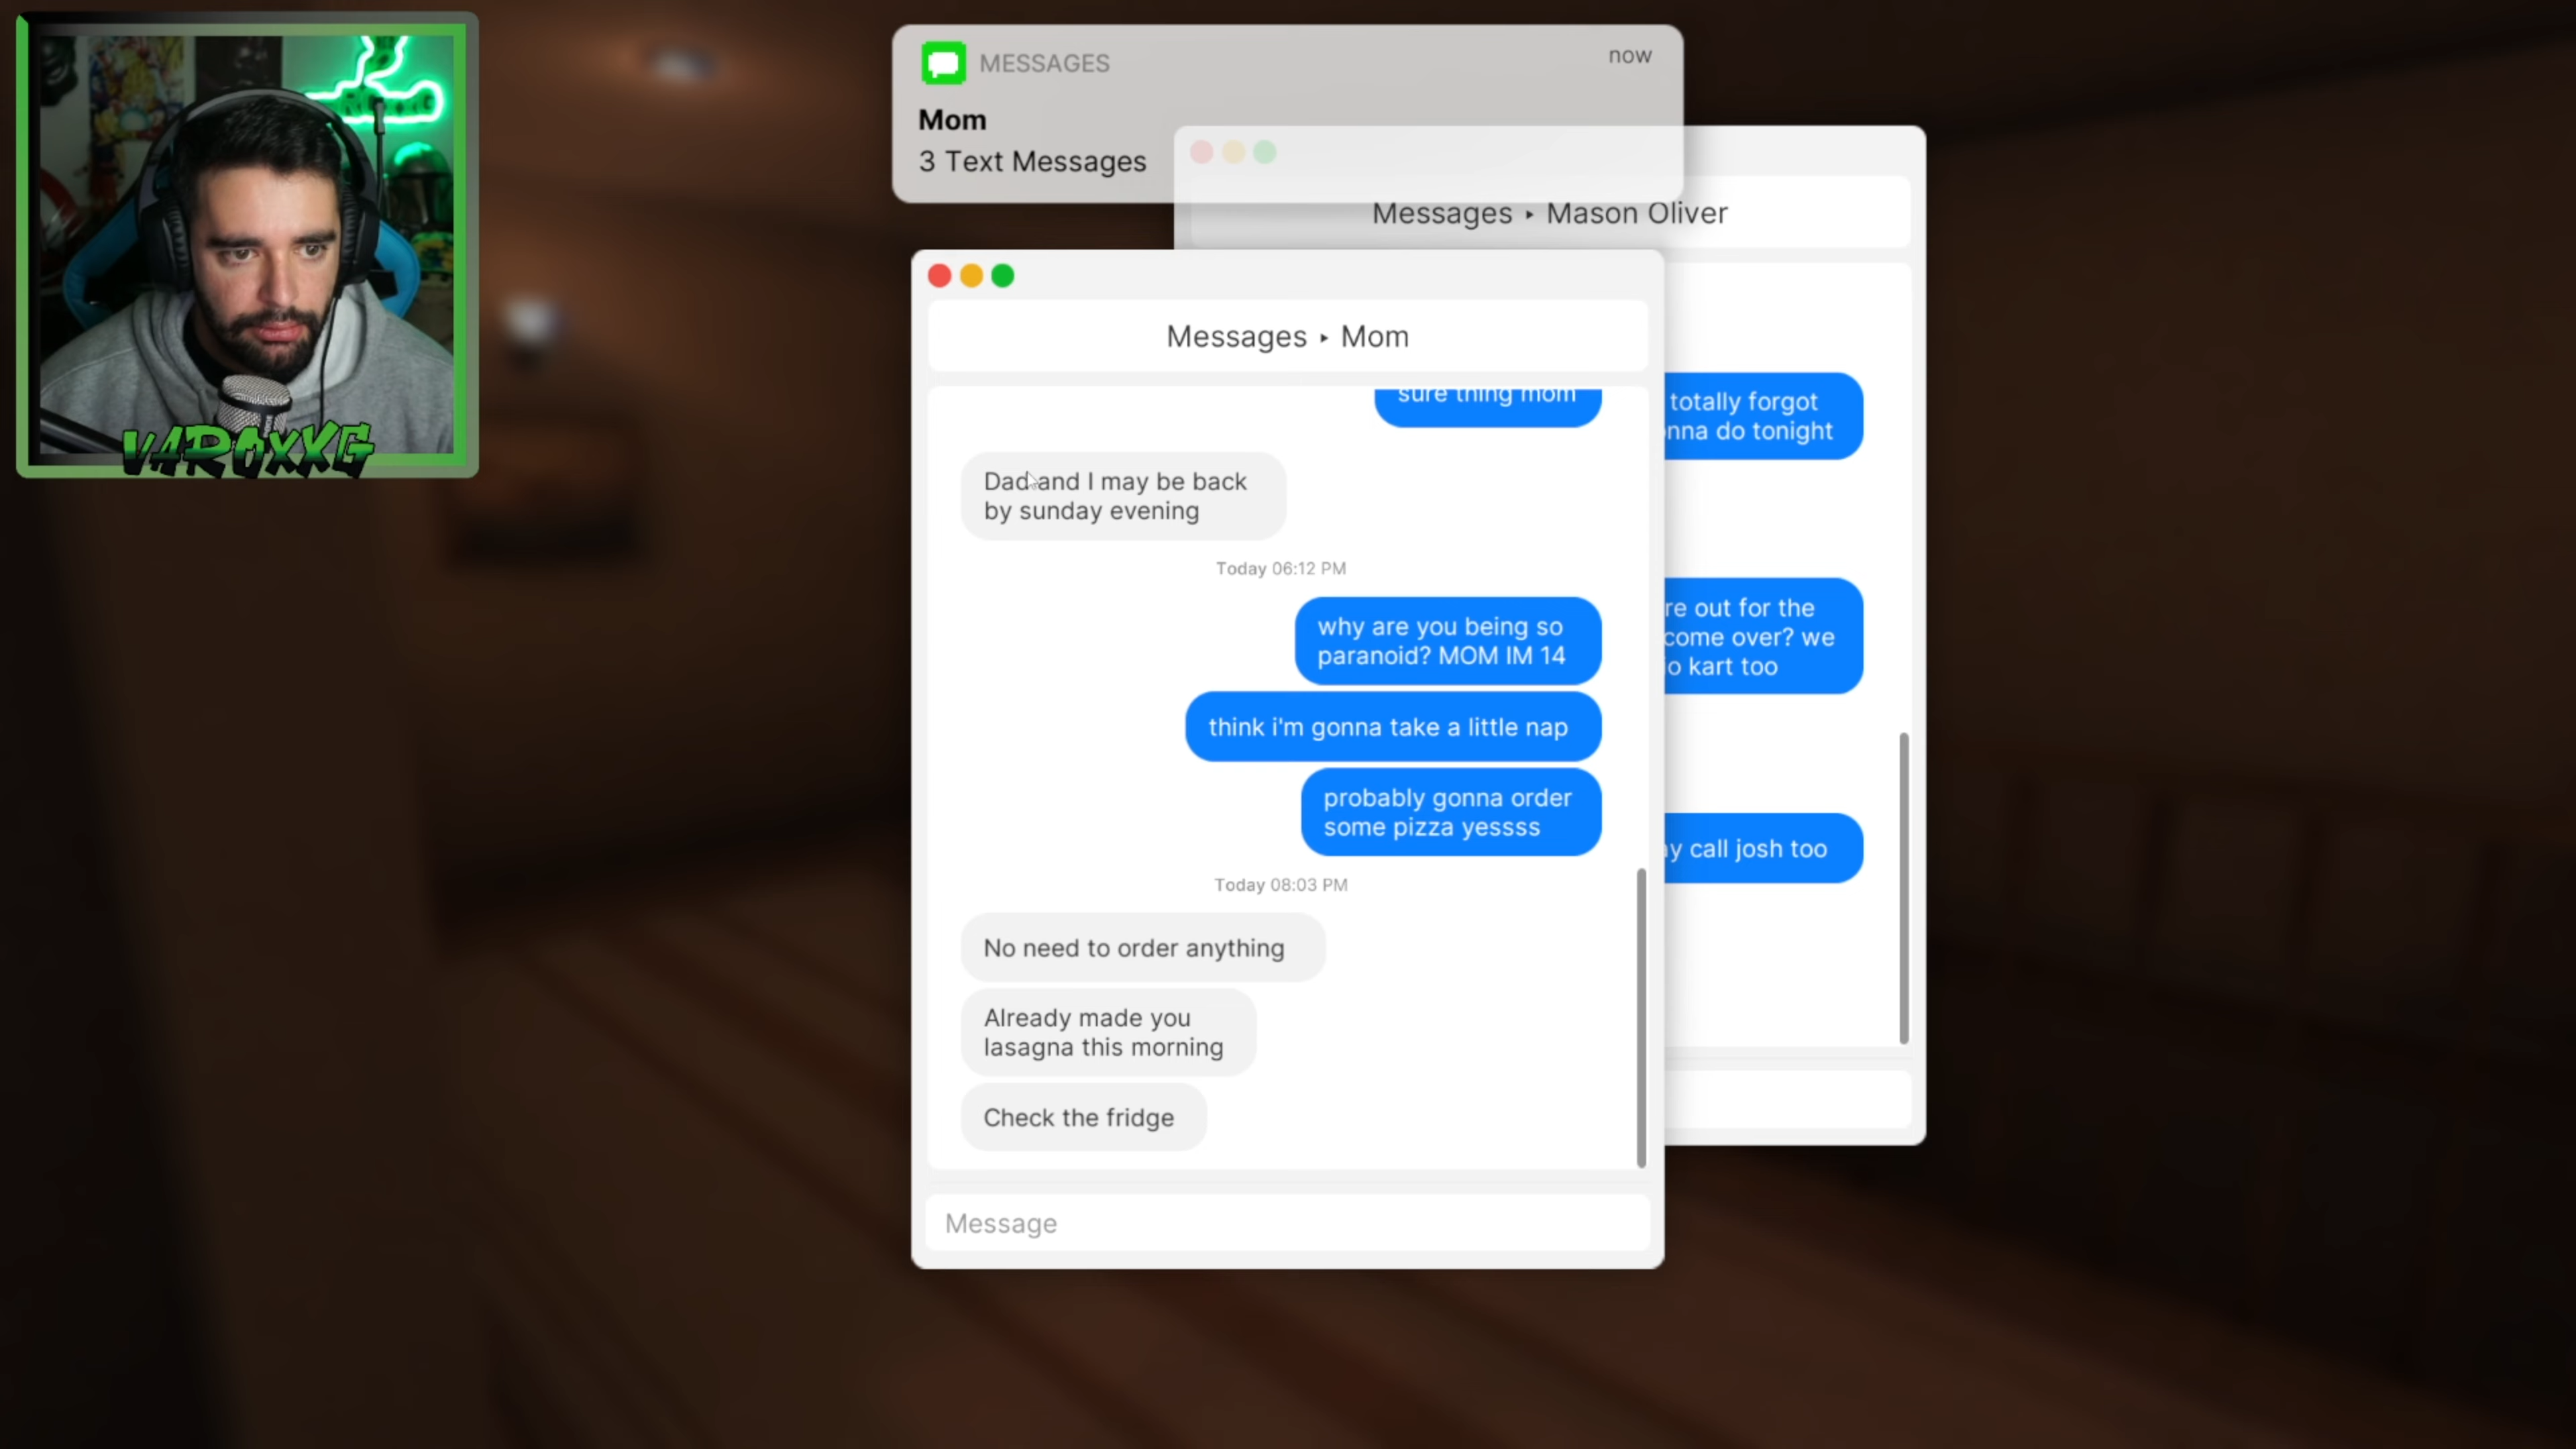 VAROXKG
MESSAGES
now
Mom
3 Text Messages
Messages ‣ Mason Oliver
totally forgot
do tonight
out for the
come over? we
kart too
call josh too
Messages ‣ Mom
sure thing mom
Dad and I may be back
by sunday evening
Today 06:12 PM
why are you being so
paranoid? MOM IM 14
think i'm gonna take a little nap
probably gonna order
some pizza yessss
Today 08:03 PM
No need to order anything
Already made you
lasagna this morning
Check the fridge
Message